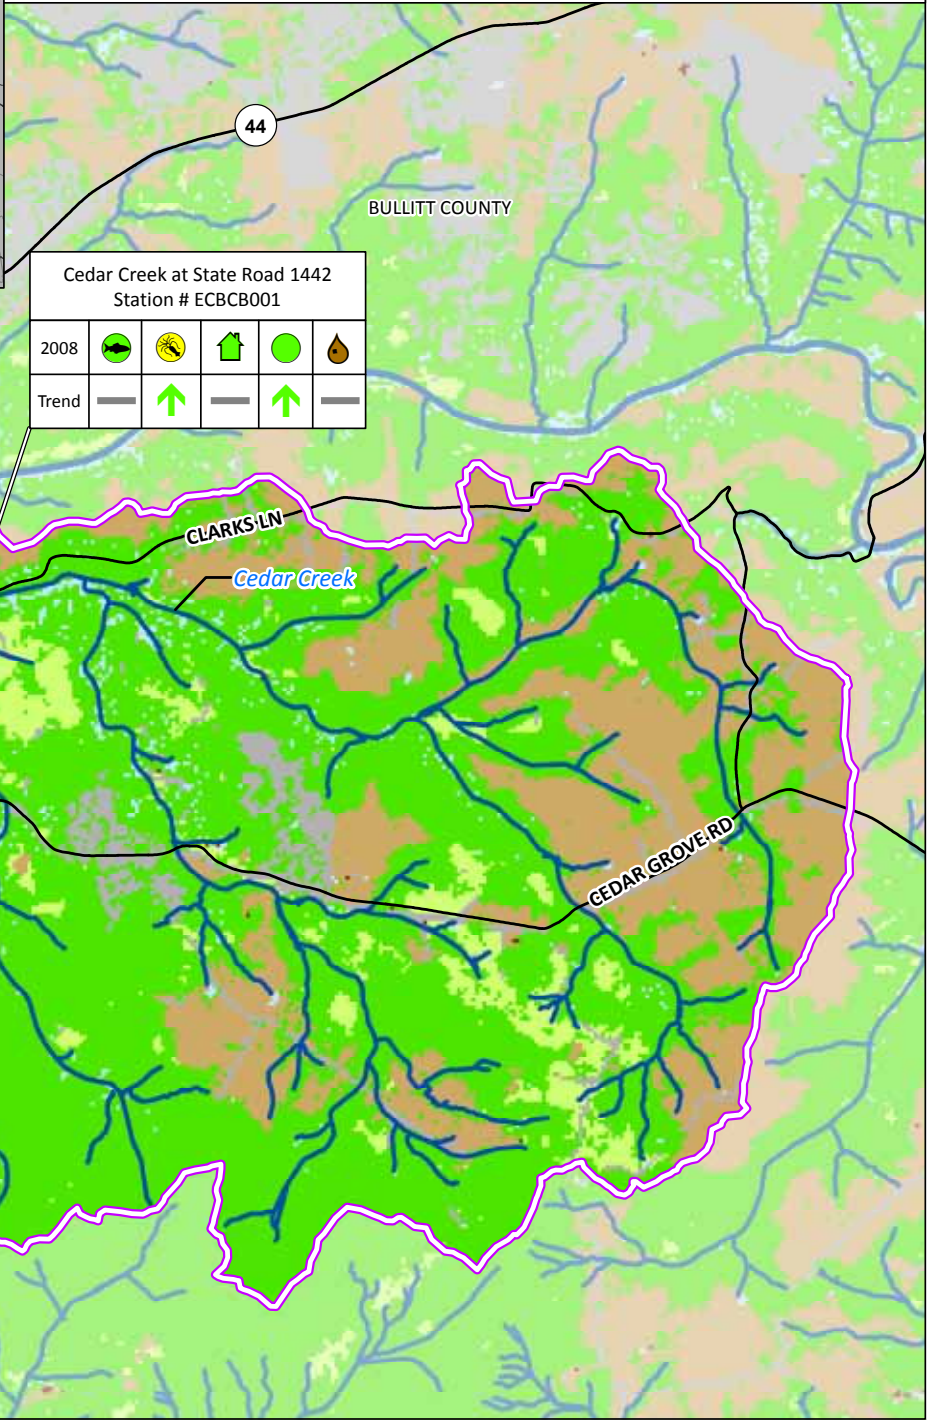 44
BULLITT COUNTY
Cedar Creek at State Road 1442
Station # ECBCB001
2008
Trend
CLARKS LN
Cedar Creek
CEDAR GROVE RD